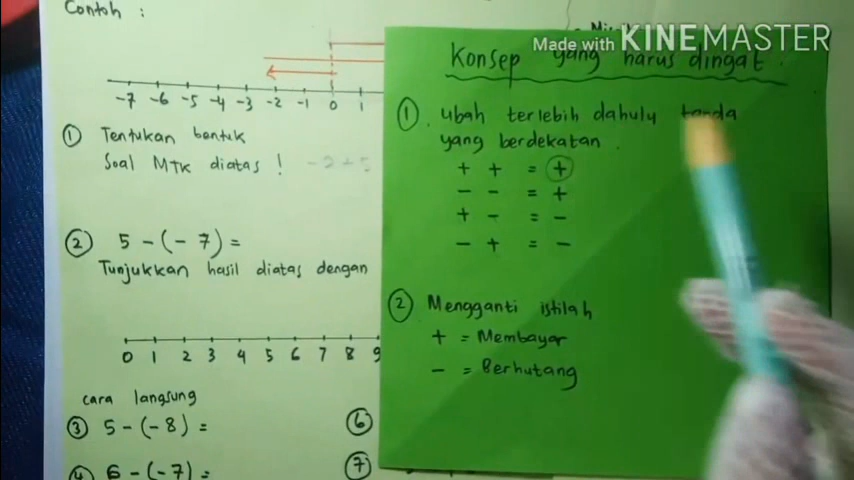 Contoh :
Made with KINEMASTER
-7 -6 -5 -4 -3 -2 -1 0 1
① Tentukan bentuk
Soal MTK diatas ! -2+5
② 5 - (- 7) =
Tunjukkan hasil diatas dengan
0 1 2 3 4 5 6 7 8 9
cara langsung
③ 5 - (-8) =
④ 6 - (-7) =
⑥
⑦
Konsep yang harus dingat .
① . ubah terlebih dahulu tanda
yang berdekatan .
+ + = +
- - = +
+ - = -
- + = -
② Mengganti istilah
+ = Membayar
- = Berhutang